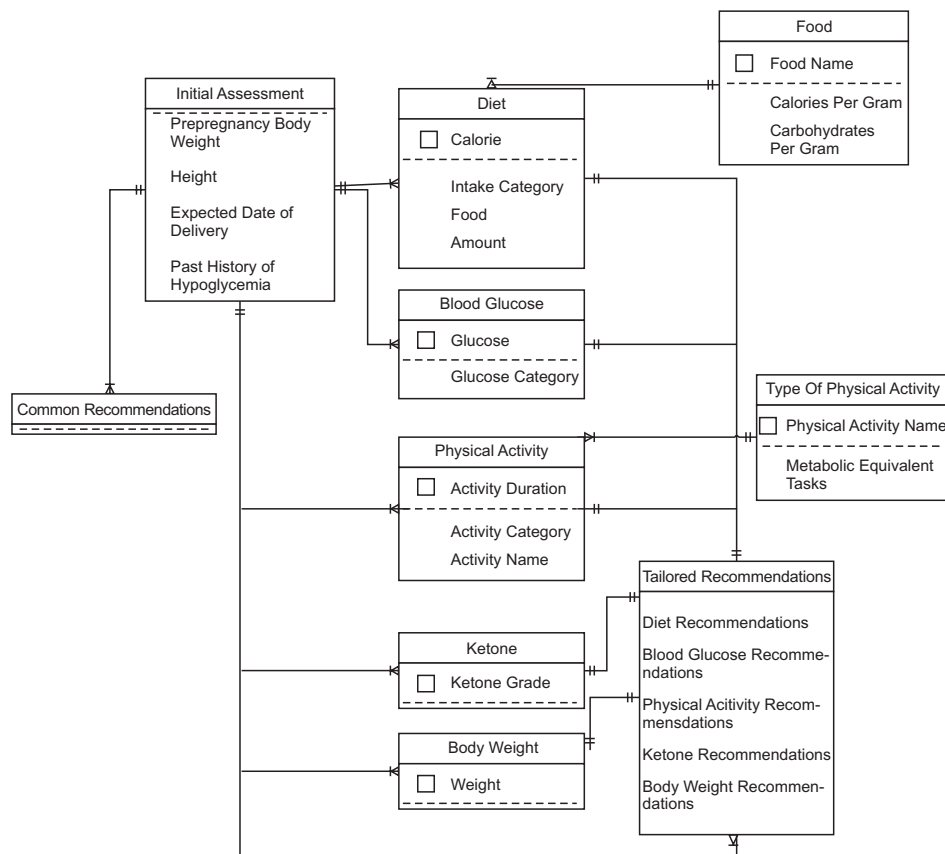 Food
Food Name
Calories Per Gram
Carbohydrates
Per Gram
Initial Assessment
Prepregnancy Body
Weight
Height
Expected Date of
Delivery
Past History of
Hypoglycemia
Diet
Calorie
Intake Category
Food
Amount
Blood Glucose
Glucose
Glucose Category
Common Recommendations
Type Of Physical Activity
Physical Activity Name
Metabolic Equivalent
Tasks
Physical Activity
Activity Duration
Activity Category
Activity Name
Tailored Recommendations
Diet Recommendations
Blood Glucose Recomme-
ndations
Physical Acitivity Recom-
mensdations
Ketone Recommendations
Body Weight Recommen-
dations
Ketone
Ketone Grade
Body Weight
Weight